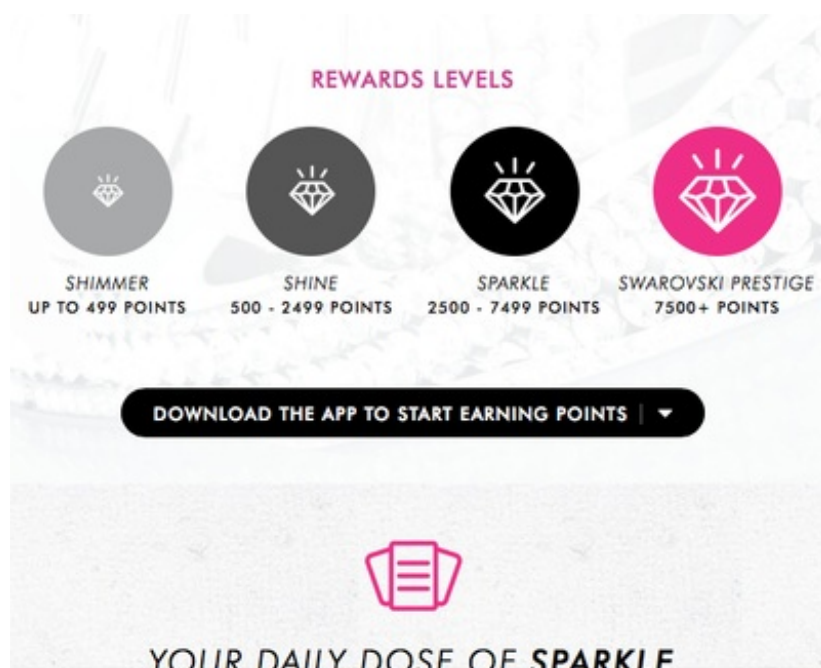 REWARDS LEVELS
SHIMMER
UP TO 499 POINTS
SHINE
500 - 2499 POINTS
SPARKLE
2500 - 7499 POINTS
SWAROVSKI PRESTIGE
7500+ POINTS
DOWNLOAD THE APP TO START EARNING POINTS
YOUR DAILY DOSE OF SPARKLE